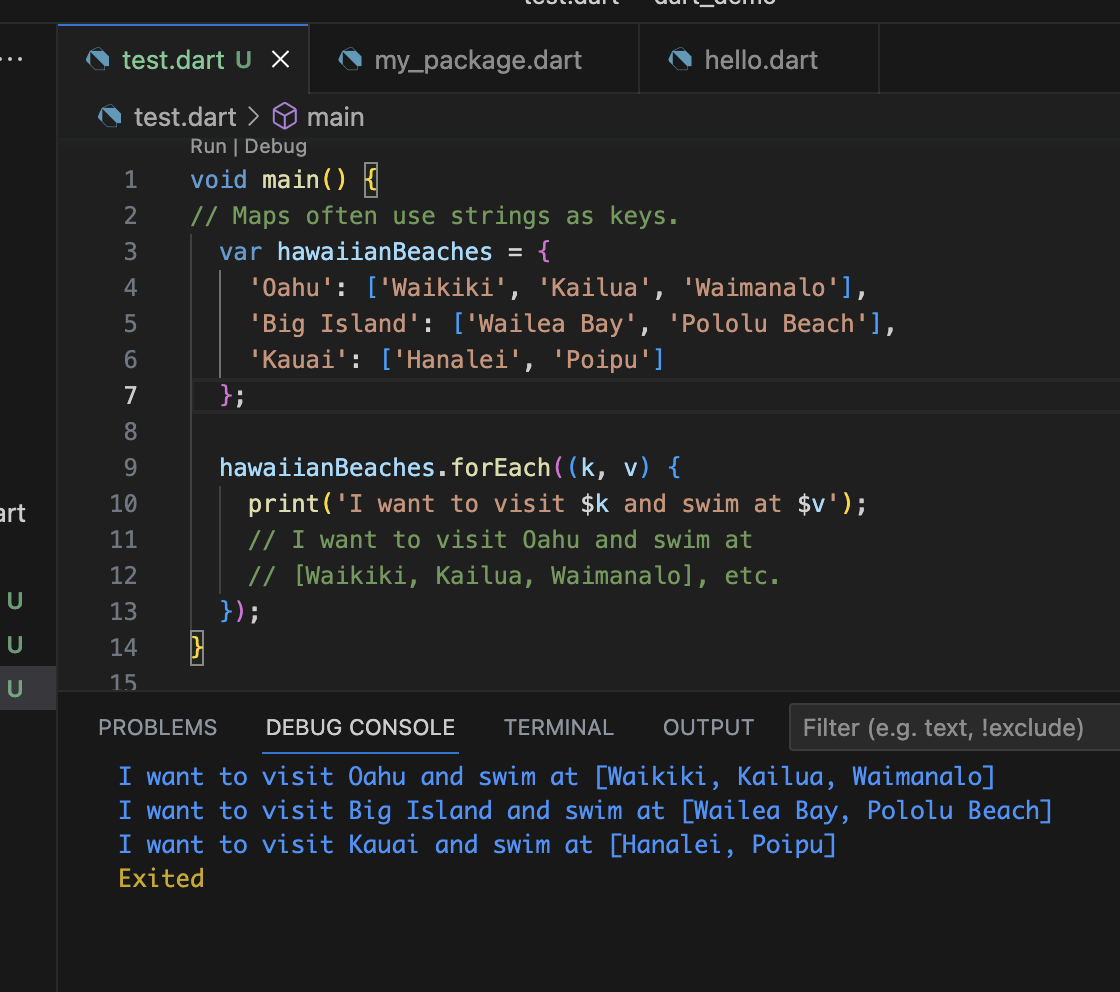 test.dart — dart_demo
test.dart U my_package.dart hello.dart
test.dart > main
Run | Debug
1 void main() {
2 // Maps often use strings as keys.
3 var hawaiianBeaches = {
4 'Oahu': ['Waikiki', 'Kailua', 'Waimanalo'],
5 'Big Island': ['Wailea Bay', 'Pololu Beach'],
6 'Kauai': ['Hanalei', 'Poipu']
7 };
8
9 hawaiianBeaches.forEach((k, v) {
10 print('I want to visit $k and swim at $v');
art
11 // I want to visit Oahu and swim at
12 // [Waikiki, Kailua, Waimanalo], etc.
U
13 });
U
14 }
U
15
PROBLEMS DEBUG CONSOLE TERMINAL OUTPUT Filter (e.g. text, !exclude)
I want to visit Oahu and swim at [Waikiki, Kailua, Waimanalo]
I want to visit Big Island and swim at [Wailea Bay, Pololu Beach]
I want to visit Kauai and swim at [Hanalei, Poipu]
Exited